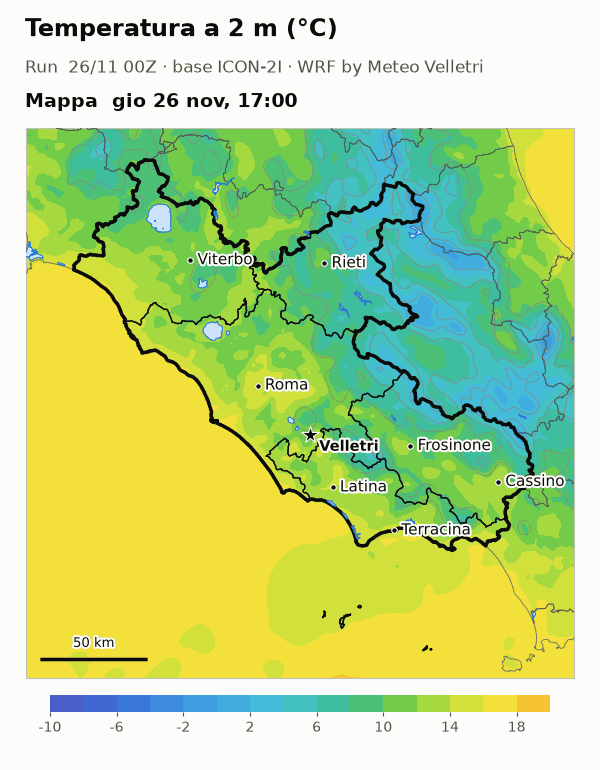 Temperatura a 2 m (°C)
Run  26/11 00Z · base ICON-2I · WRF by Meteo Velletri
Mappa  gio 26 nov, 17:00
Viterbo
Rieti
Roma
Velletri
Frosinone
Latina
Cassino
Terracina
50 km
-10 -6 -2 2 6 10 14 18